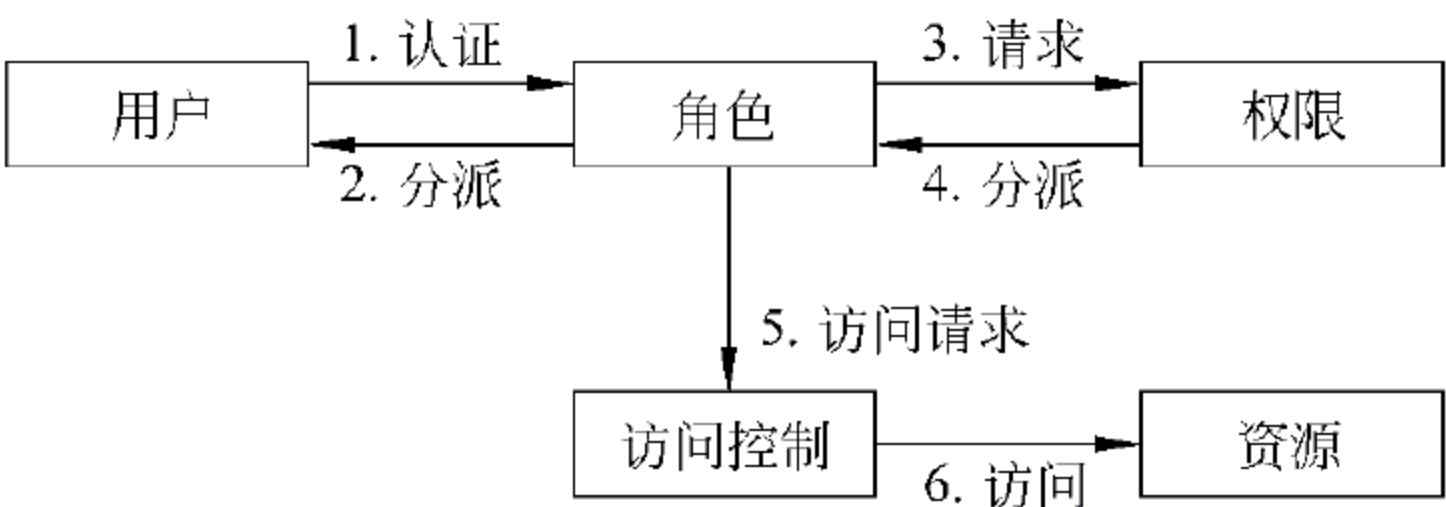 1. 认证
3. 请求
用户
角色
权限
2. 分派
4. 分派
5. 访问请求
访问控制
资源
6. 访问